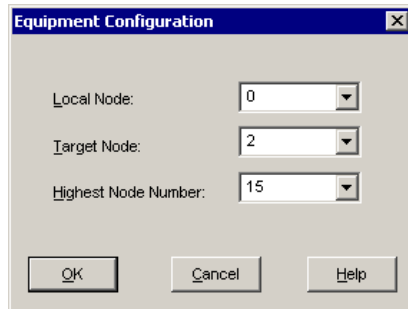 Equipment Configuration
Local Node: 0
Target Node: 2
Highest Node Number: 15
OK Cancel Help